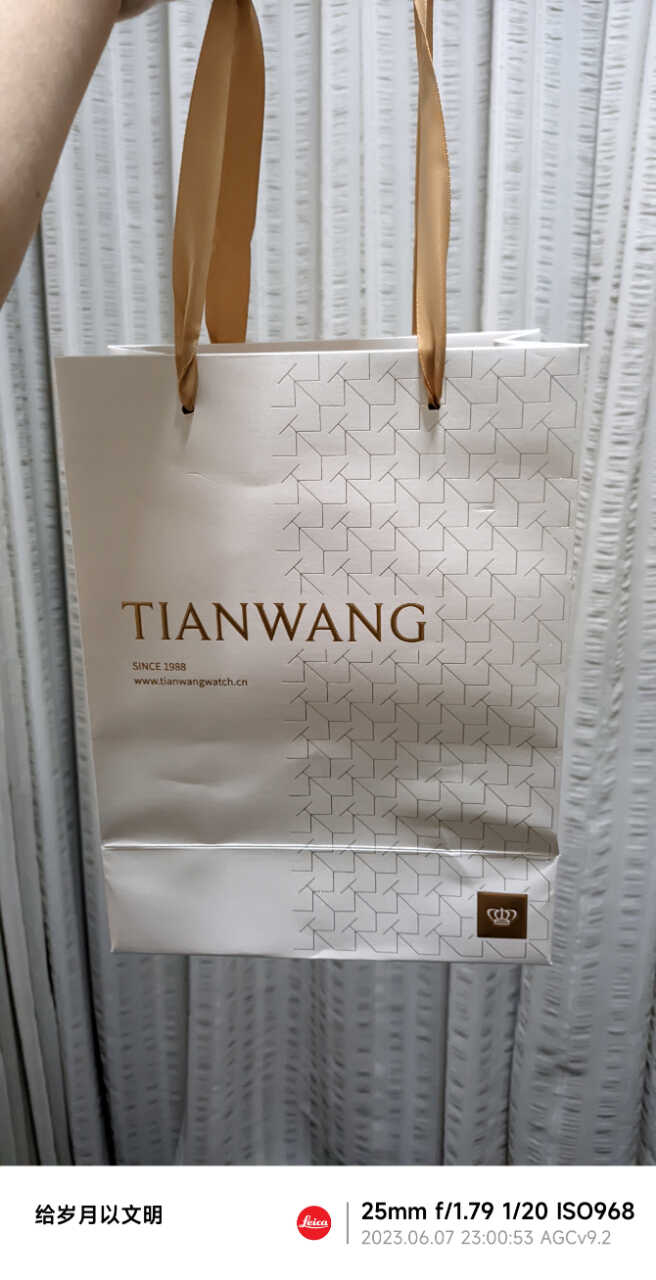 TIANWANG
SINCE 1988
www.tianwangwatch.cn
给岁月以文明
Leica
25mm f/1.79 1/20 ISO968
2023.06.07 23:00:53 AGCv9.2